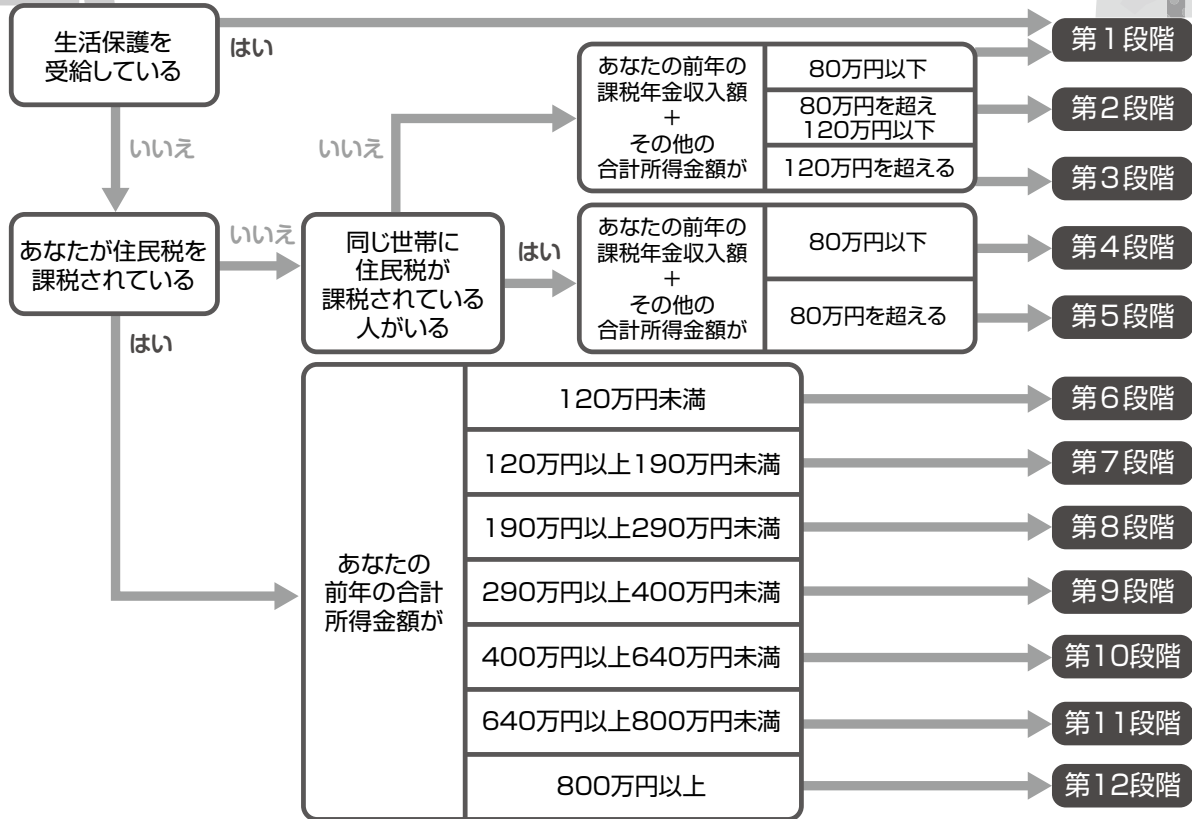 生活保護を
受給している
はい
いいえ
あなたが住民税を
課税されている
いいえ
はい
同じ世帯に
住民税が
課税されている
人がいる
いいえ
はい
あなたの前年の
課税年金収入額
+
その他の
合計所得金額が
80万円以下
80万円を超え
120万円以下
120万円を超える
第1段階
第2段階
第3段階
あなたの前年の
課税年金収入額
+
その他の
合計所得金額が
80万円以下
80万円を超える
第4段階
第5段階
あなたの
前年の合計
所得金額が
120万円未満
第6段階
120万円以上190万円未満
第7段階
190万円以上290万円未満
第8段階
290万円以上400万円未満
第9段階
400万円以上640万円未満
第10段階
640万円以上800万円未満
第11段階
800万円以上
第12段階